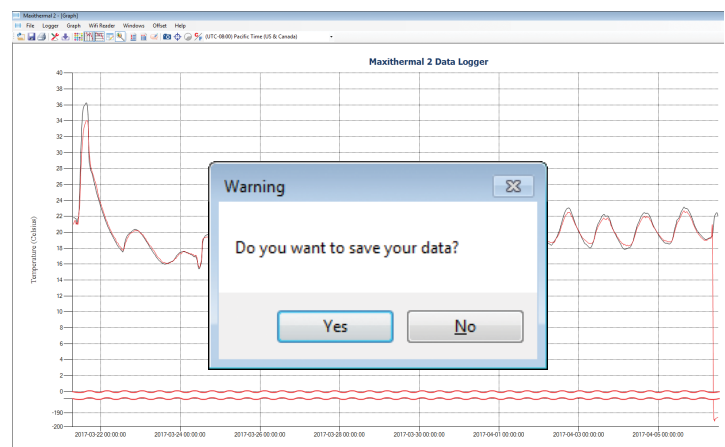 Maxithermal 2 - [Graph]
File Logger Graph Wifi Reader Windows Offset Help
(UTC-08:00) Pacific Time (US & Canada)
Maxithermal 2 Data Logger
40
38
36
34
32
30
28
26
24
22
20
18
16
14
12
10
8
6
4
2
0
-190
-200
Temperature (Celsius)
Warning
Do you want to save your data?
Yes No
2017-03-22 00:00:00 2017-03-24 00:00:00 2017-03-26 00:00:00 2017-03-28 00:00:00 2017-03-30 00:00:00 2017-04-01 00:00:00 2017-04-03 00:00:00 2017-04-05 00:00:00